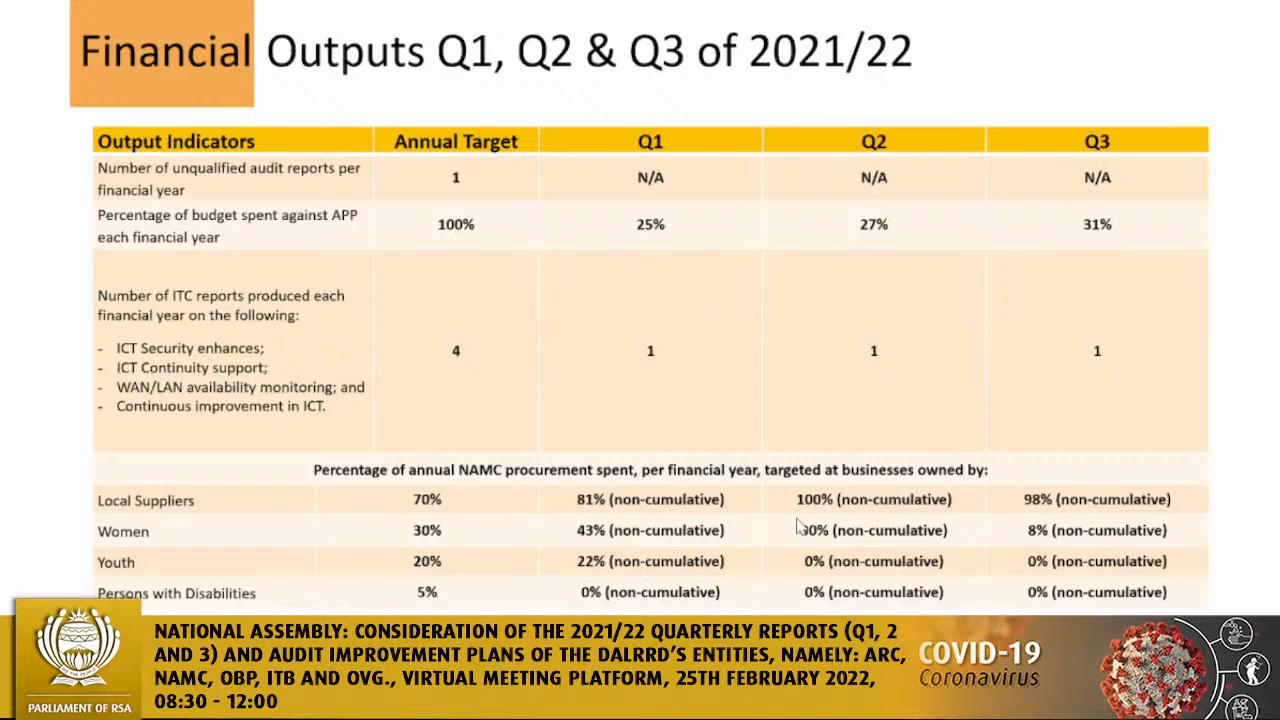 Financial Outputs Q1, Q2 & Q3 of 2021/22
Output Indicators Annual Target Q1 Q2 Q3
Number of unqualified audit reports per
financial year
1 N/A N/A N/A
Percentage of budget spent against APP
each financial year
100% 25% 27% 31%
Number of ITC reports produced each
financial year on the following:
- ICT Security enhances;
- ICT Continuity support;
- WAN/LAN availability monitoring; and
- Continuous improvement in ICT.
4 1 1 1
Percentage of annual NAMC procurement spent, per financial year, targeted at businesses owned by:
Local Suppliers 70% 81% (non-cumulative) 100% (non-cumulative) 98% (non-cumulative)
Women 30% 43% (non-cumulative) (non-cumulative) 8% (non-cumulative)
Youth 20% 22% (non-cumulative) 0% (non-cumulative) 0% (non-cumulative)
Persons with Disabilities 5% 0% (non-cumulative) 0% (non-cumulative) 0% (non-cumulative)
PARLIAMENT OF RSA
NATIONAL ASSEMBLY: CONSIDERATION OF THE 2021/22 QUARTERLY REPORTS (Q1, 2
AND 3) AND AUDIT IMPROVEMENT PLANS OF THE DALRRD'S ENTITIES, NAMELY: ARC,
NAMC, OBP, ITB AND OVG., VIRTUAL MEETING PLATFORM, 25TH FEBRUARY 2022,
08:30 - 12:00
COVID-19
Coronavirus